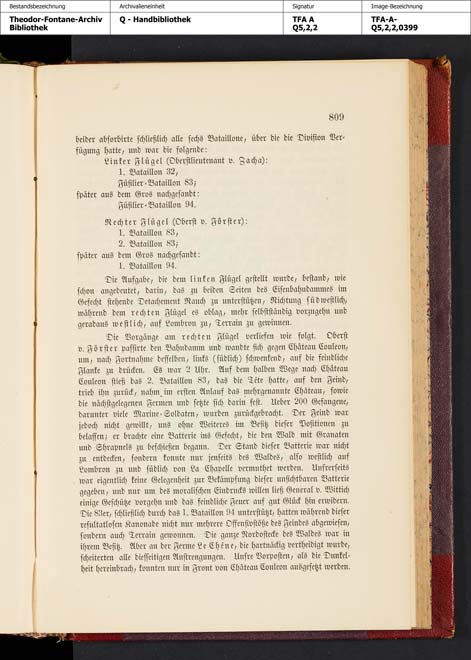 Bestandsbezeichnung
Archivalieneinheit
Signatur
Image-Bezeichnung
Theodor-Fontane-Archiv
Bibliothek
Q - Handbibliothek
TFA A
Q5,2,2
TFA-A-
Q5,2,2,0399
809
beider absorbirte schließlich alle sechs Bataillone, über die die Division Ver-
fügung hatte, und war die folgende:
Linker Flügel (Oberstlieutenant v. Zacha):
1. Bataillon 32,
Füsilier-Bataillon 83;
später aus dem Gros nachgesandt:
Füsilier-Bataillon 94.
Rechter Flügel (Oberst v. Förster):
1. Bataillon 83,
2. Bataillon 83;
später aus dem Gros nachgesandt:
1. Bataillon 94.
Die Aufgabe, die dem linken Flügel gestellt wurde, bestand, wie
schon angedeutet, darin, das zu beiden Seiten des Eisenbahndammes im
Gefecht stehende Detachement Rauch zu unterstützen, Richtung südwestlich,
während dem rechten Flügel es oblag, mehr selbstständig vorzugehn und
geradaus westlich, auf Lombron zu, Terrain zu gewinnen.
Die Vorgänge am rechten Flügel verliefen wie folgt. Oberst
v. Förster passirte den Bahndamm und wandte sich gegen Château Couleon,
um, nach Fortnahme desselben, links (südlich) schwenkend, auf die feindliche
Flanke zu drücken. Es war 2 Uhr. Auf dem halben Wege nach Château
Couleon stieß das 2. Bataillon 83, das die Tête hatte, auf den Feind,
trieb ihn zurück, nahm im ersten Anlauf das mehrgenannte Château, sowie
die nächstgelegenen Fermen und setzte sich darin fest. Ueber 200 Gefangene,
darunter viele Marine-Soldaten, wurden zurückgebracht. Der Feind war
jedoch nicht gewillt, uns ohne Weiteres im Besitz dieser Positionen zu
belassen; er brachte eine Batterie ins Gefecht, die den Wald mit Granaten
und Shrapnels zu beschießen begann. Der Stand dieser Batterie war nicht
zu entdecken, sondern konnte nur jenseits des Waldes, also westlich auf
Lombron zu und südlich von La Chapelle vermuthet werden. Unsrerseits
war eigentlich keine Gelegenheit zur Bekämpfung dieser unsichtbaren Batterie
gegeben, und nur um des moralischen Eindrucks willen ließ General v. Wittich
einige Geschütze vorgehn und das feindliche Feuer auf gut Glück hin erwidern.
Die 83er, schließlich durch das 1. Bataillon 94 unterstützt, hatten während dieser
resultatlosen Kanonade nicht nur mehrere Offensivstöße des Feindes abgewiesen,
sondern auch Terrain gewonnen. Die ganze Nordostecke des Waldes war in
ihrem Besitz. Aber an der Ferme Le Chêne, die hartnäckig vertheidigt wurde,
scheiterten alle diesseitigen Anstrengungen. Unsre Vorposten, als die Dunkel-
heit hereinbrach, konnten nur in Front von Château Couleon ausgesetzt werden.